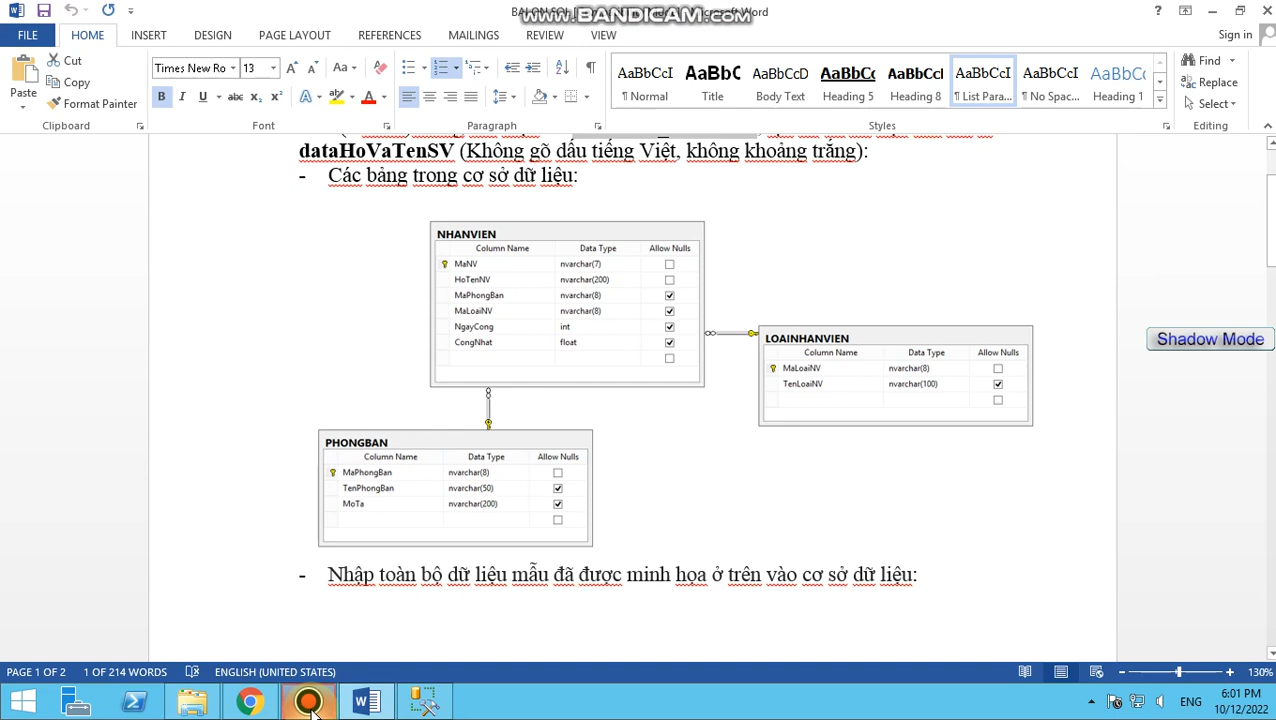 www.BANDICAM.com
Microsoft Word
Sign in
FILE HOME INSERT DESIGN PAGE LAYOUT REFERENCES MAILINGS REVIEW VIEW
Paste
Cut
Copy
Format Painter
Times New Ro 13
AaBbCcI AaBbC AaBbCcD AaBbCc AaBbCcI AaBbCcI AaBbCcI AaBbCcl
¶ Normal Title Body Text Heading 5 Heading 8 ¶ List Para... ¶ No Spac... Heading 1
Find
Replace
Select
Clipboard Font Paragraph Styles Editing
dataHoVaTenSV (Không gõ dấu tiếng Việt, không khoảng trắng):
- Các bảng trong cơ sở dữ liệu:
NHANVIEN
Column Name Data Type Allow Nulls
MaNV nvarchar(7)
HoTenNV nvarchar(200)
MaPhongBan nvarchar(8)
MaLoaiNV nvarchar(8)
NgayCong int
CongNhat float
LOAINHANVIEN
Column Name Data Type Allow Nulls
MaLoaiNV nvarchar(8)
TenLoaiNV nvarchar(100)
PHONGBAN
Column Name Data Type Allow Nulls
MaPhongBan nvarchar(8)
TenPhongBan nvarchar(50)
MoTa nvarchar(200)
- Nhập toàn bộ dữ liệu mẫu đã được minh họa ở trên vào cơ sở dữ liệu:
Shadow Mode
PAGE 1 OF 2 1 OF 214 WORDS ENGLISH (UNITED STATES) 130%
ENG
6:01 PM
10/12/2022